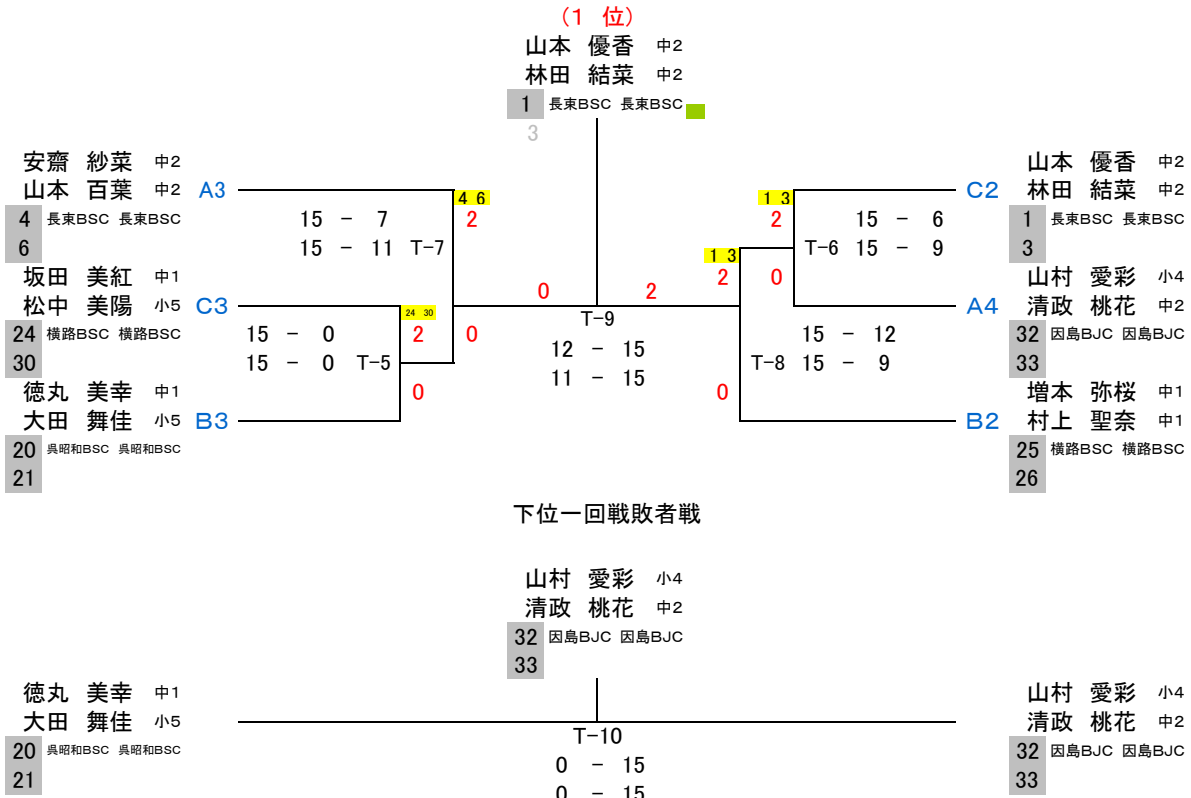 (1 位)
山本 優香 中2
林田 結菜 中2
1 長東BSC 長東BSC
3
安齋 紗菜 中2
山本 百葉 中2 A3
4 長東BSC 長東BSC
6
4 6
2
15 - 7
15 - 11 T-7
坂田 美紅 中1
松中 美陽 小5 C3
24 横路BSC 横路BSC
30
24 30
2 0
15 - 0
15 - 0 T-5
0
徳丸 美幸 中1
大田 舞佳 小5 B3
20 呉昭和BSC 呉昭和BSC
21
0 2
T-9
12 - 15
11 - 15
山本 優香 中2
C2 林田 結菜 中2
1 長東BSC 長東BSC
3
1 3
2 15 - 6
T-6 15 - 9
1 3
2 0
山村 愛彩 小4
A4 清政 桃花 中2
32 因島BJC 因島BJC
33
15 - 12
T-8 15 - 9
0
増本 弥桜 中1
B2 村上 聖奈 中1
25 横路BSC 横路BSC
26
下位一回戦敗者戦
山村 愛彩 小4
清政 桃花 中2
32 因島BJC 因島BJC
33
徳丸 美幸 中1
大田 舞佳 小5
20 呉昭和BSC 呉昭和BSC
21
T-10
0 - 15
0 - 15
山村 愛彩 小4
清政 桃花 中2
32 因島BJC 因島BJC
33